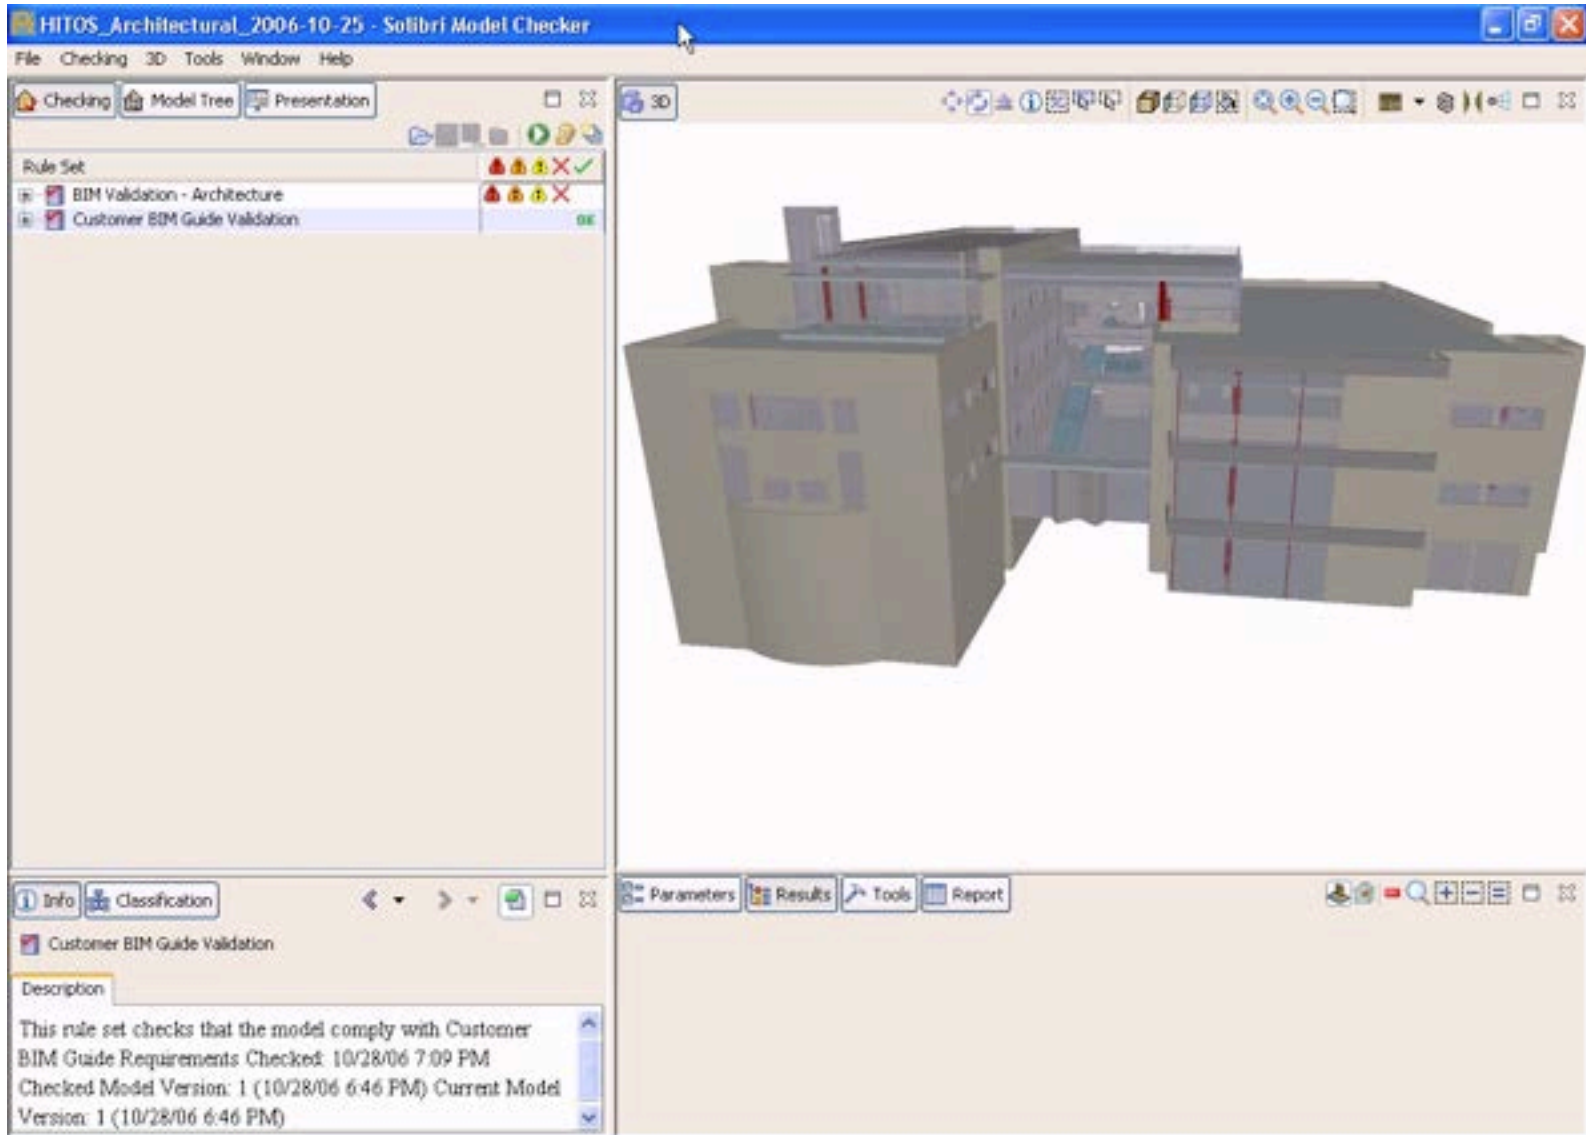 HITOS_Architectural_2006-10-25 - Solibri Model Checker
File Checking 3D Tools Window Help
Checking Model Tree Presentation
3D
Rule Set
BIM Validation - Architecture
Customer BIM Guide Validation OK
Info Classification
Parameters Results Tools Report
Customer BIM Guide Validation
Description
This rule set checks that the model comply with Customer
BIM Guide Requirements Checked: 10/28/06 7:09 PM
Checked Model Version: 1 (10/28/06 6:46 PM) Current Model
Version: 1 (10/28/06 6:46 PM)